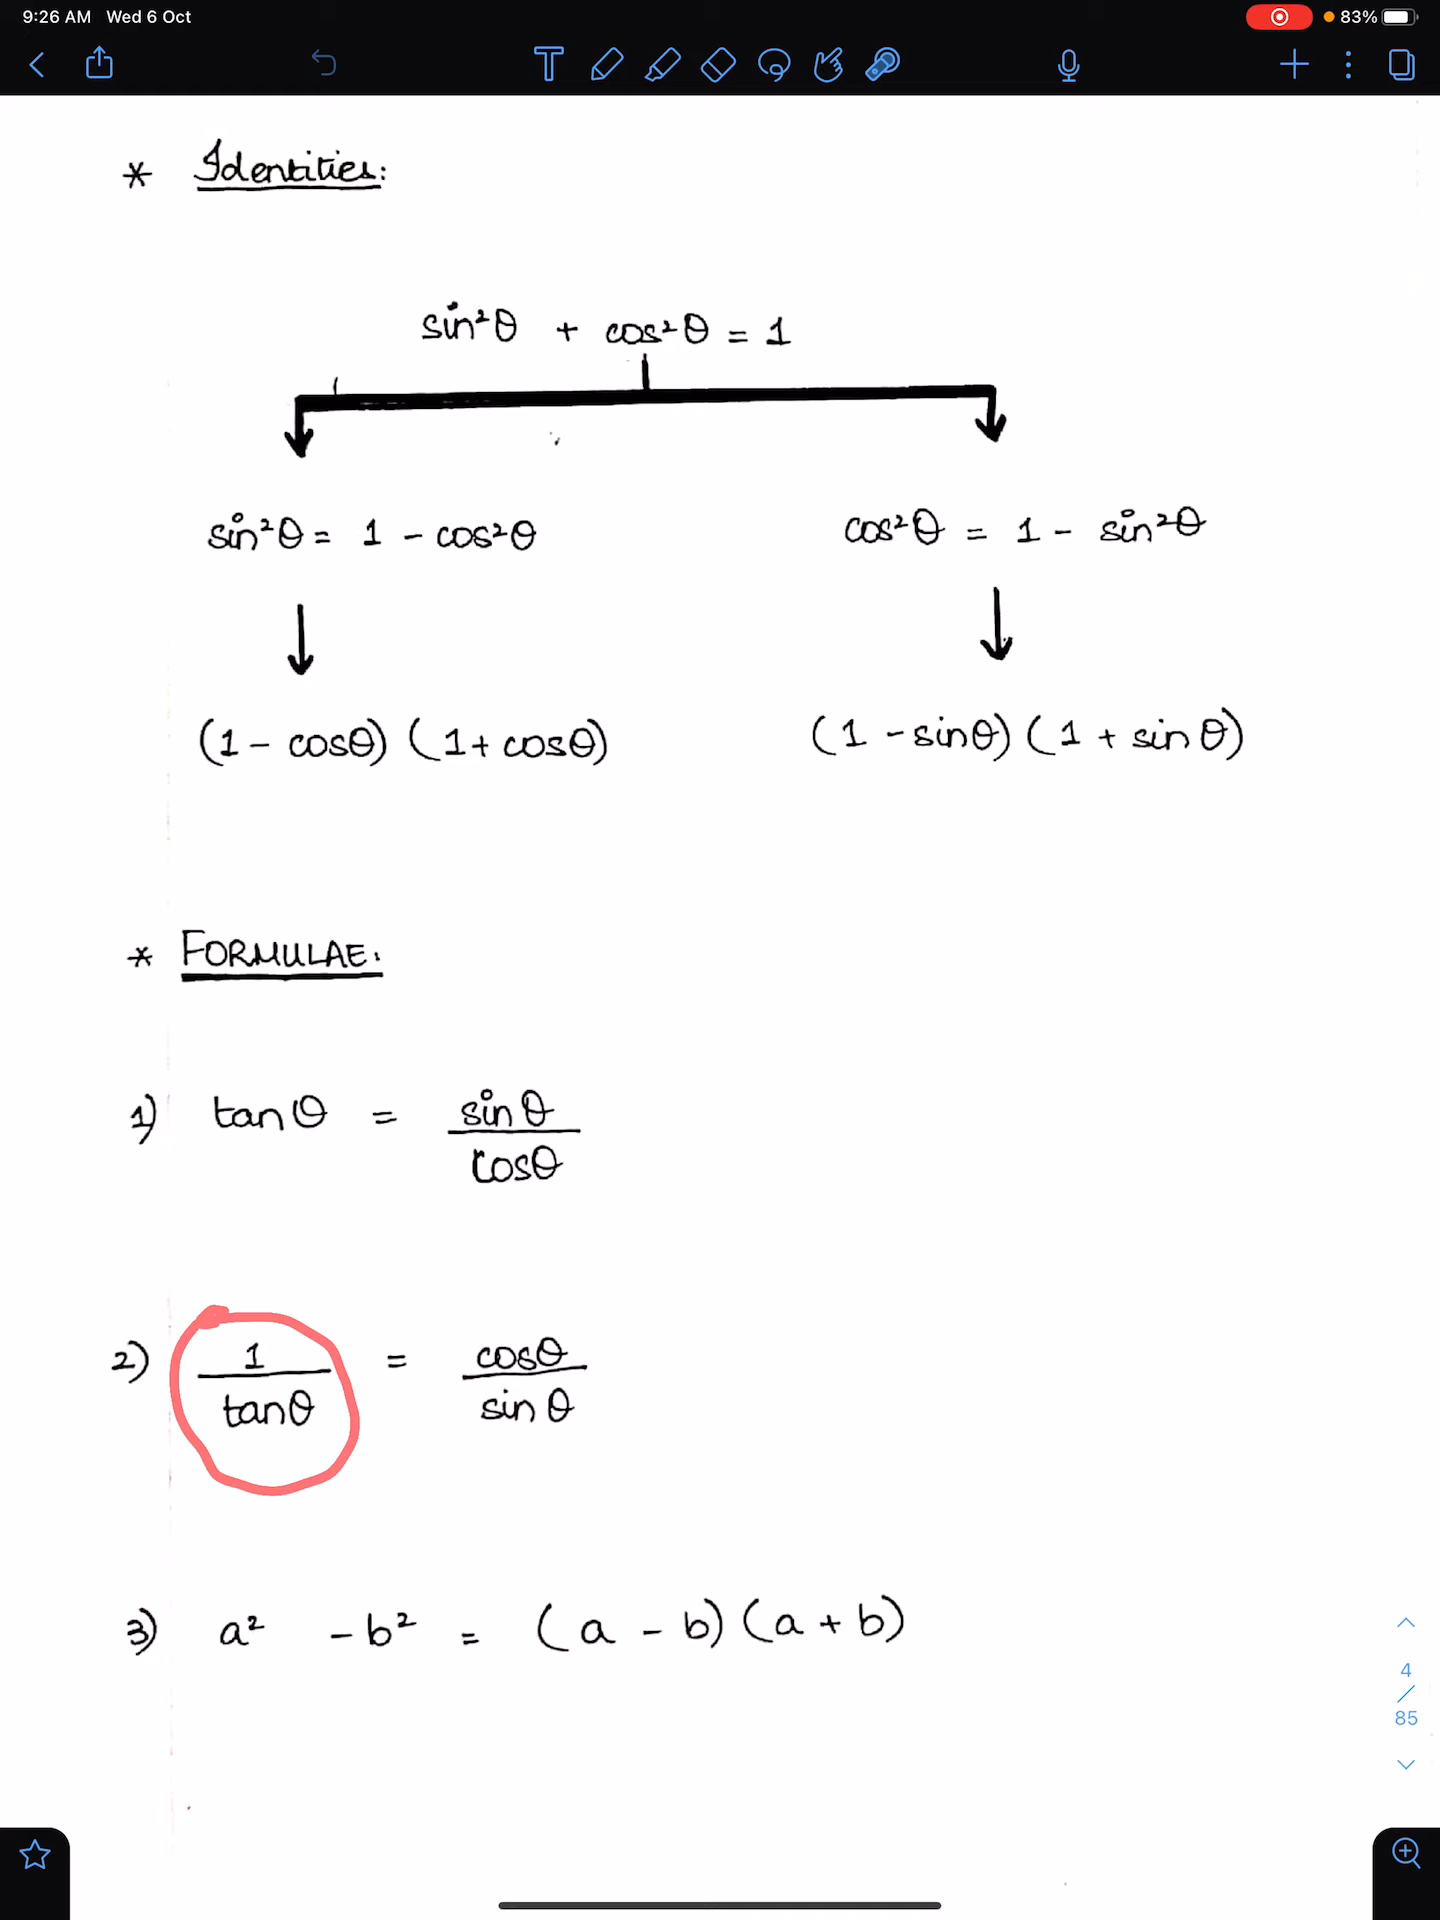 9:26 AM Wed 6 Oct 83%
* Identities:
sin²θ + cos²θ = 1
sin²θ = 1 - cos²θ
cos²θ = 1 - sin²θ
(1 - cosθ) (1 + cosθ)
(1 - sinθ) (1 + sinθ)
* FORMULAE:
1) tanθ = sinθ/cosθ
2) 1/tanθ = cosθ/sinθ
3) a² - b² = (a - b) (a + b)
4
/
85